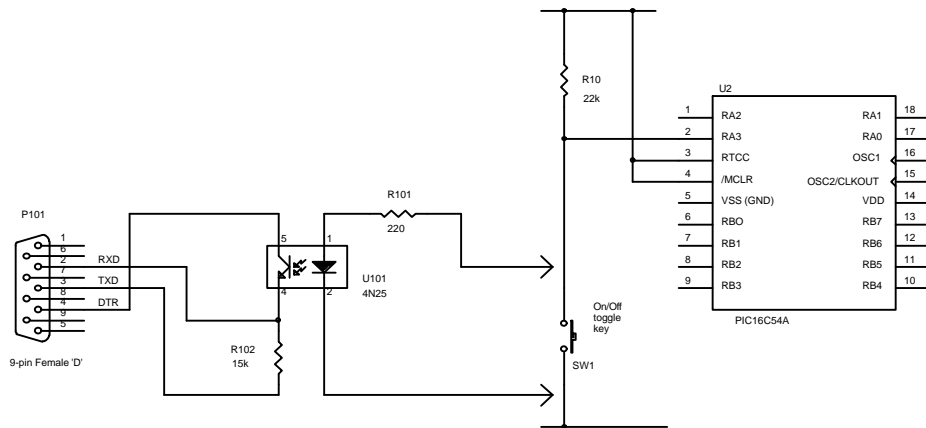 P101
1
6
2
7
3
8
4
9
5
RXD
TXD
DTR
9-pin Female 'D'
R101
220
5
1
4
2
U101
4N25
R102
15k
R10
22k
On/Off
toggle
key
SW1
U2
1 RA2 RA1 18
2 RA3 RA0 17
3 RTCC OSC1 16
4 /MCLR OSC2/CLKOUT 15
5 VSS (GND) VDD 14
6 RBO RB7 13
7 RB1 RB6 12
8 RB2 RB5 11
9 RB3 RB4 10
PIC16C54A